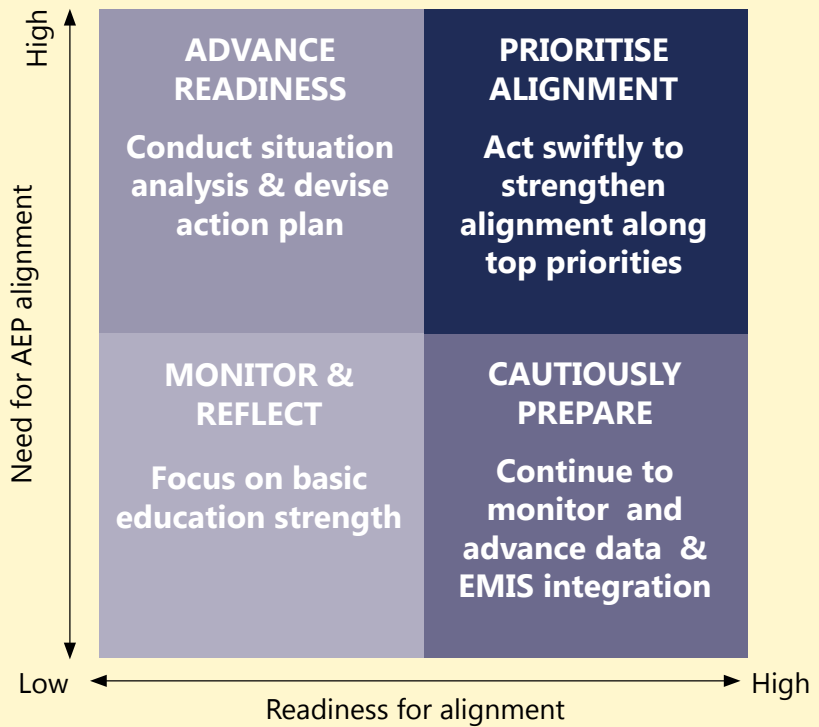 High
Need for AEP alignment
ADVANCE
READINESS
Conduct situation
analysis & devise
action plan
PRIORITISE
ALIGNMENT
Act swiftly to
strengthen
alignment along
top priorities
MONITOR &
REFLECT
Focus on basic
education strength
CAUTIOUSLY
PREPARE
Continue to
monitor and
advance data &
EMIS integration
Low
High
Readiness for alignment